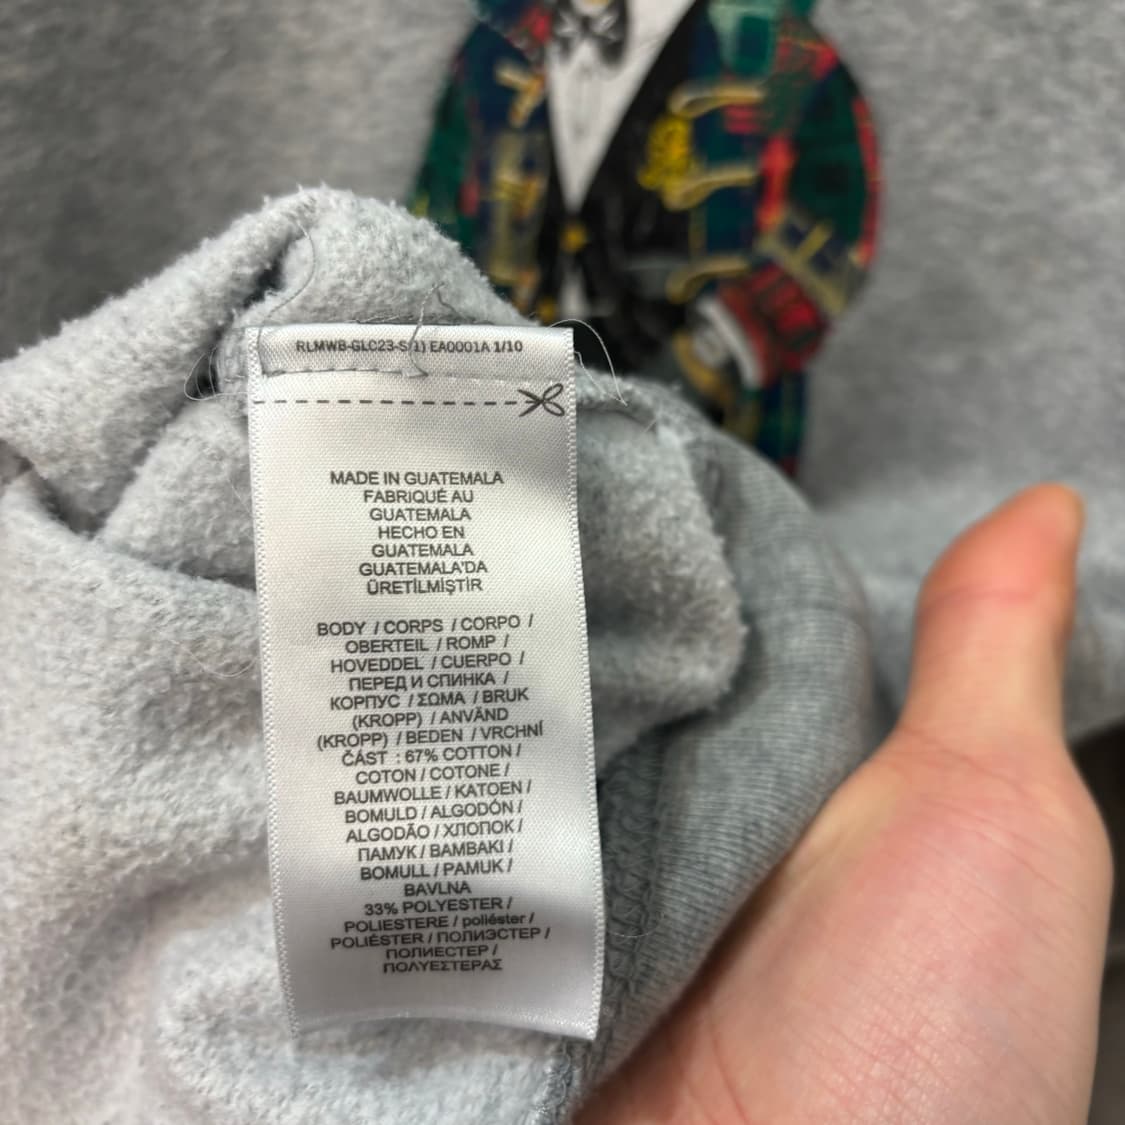 RLMWB-GLC23-S(1) EA0001A 1/10
MADE IN GUATEMALA
FABRIQUÉ AU
GUATEMALA
HECHO EN
GUATEMALA
GUATEMALA'DA
ÜRETİLMİŞTİR
BODY / CORPS / CORPO /
OBERTEIL / ROMP /
HOVEDDEL / CUERPO /
ПЕРЕД И СПИНКА /
КОРПУС / ΣΩΜΑ / BRUK
(KROPP) / ANVÄND
(KROPP) / BEDEN / VRCHNÍ
ČÁST : 67% COTTON /
COTON / COTONE /
BAUMWOLLE / KATOEN /
BOMULD / ALGODÓN /
ALGODÃO / ХЛОПОК /
ПАМУК / BAMBAKI /
BOMULL / PAMUK /
BAVLNA
33% POLYESTER /
POLIESTERE / poliéster /
POLIÉSTER / ПОЛИЭСТЕР /
ПОЛИЕСТЕР /
ΠΟΛΥΕΣΤΕΡΑΣ